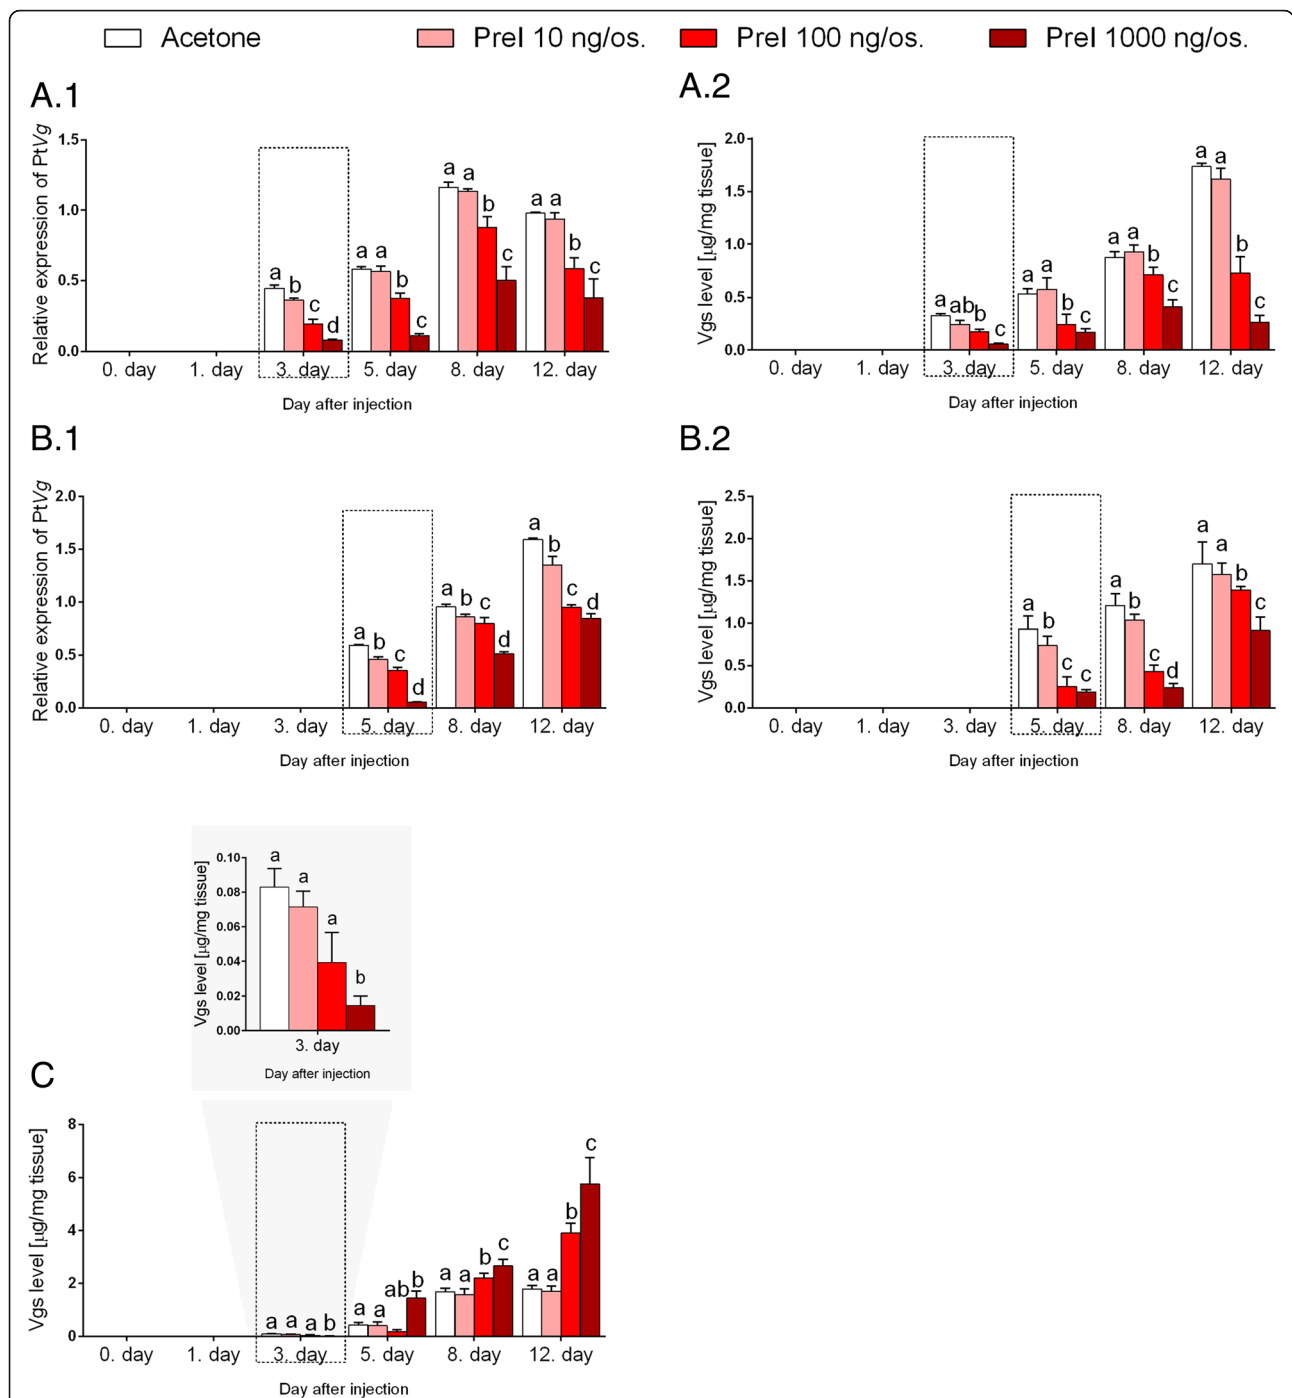 Acetone PreI 10 ng/os. PreI 100 ng/os. PreI 1000 ng/os.
A.1
Relative expression of PtVg
1.5
1.0
0.5
0.0
a b c d
a a b c
a a b c
a a b c
0. day 1. day 3. day 5. day 8. day 12. day
Day after injection
A.2
Vgs level [µg/mg tissue]
2.0
1.5
1.0
0.5
0.0
a ab b c
a a b c
a a b c
a a b c
0. day 1. day 3. day 5. day 8. day 12. day
Day after injection
B.1
Relative expression of PtVg
2.0
1.5
1.0
0.5
0.0
a b c d
a b c d
a b c d
0. day 1. day 3. day 5. day 8. day 12. day
Day after injection
B.2
Vgs level [µg/mg tissue]
2.5
2.0
1.5
1.0
0.5
0.0
a b c c
a b c d
a a b c
0. day 1. day 3. day 5. day 8. day 12. day
Day after injection
Vgs level [µg/mg tissue]
0.10
0.08
0.06
0.04
0.02
0.00
a a a b
3. day
Day after injection
C
Vgs level [µg/mg tissue]
8
6
4
2
0
a a a b
a a ab b
a a b c
a a b c
0. day 1. day 3. day 5. day 8. day 12. day
Day after injection